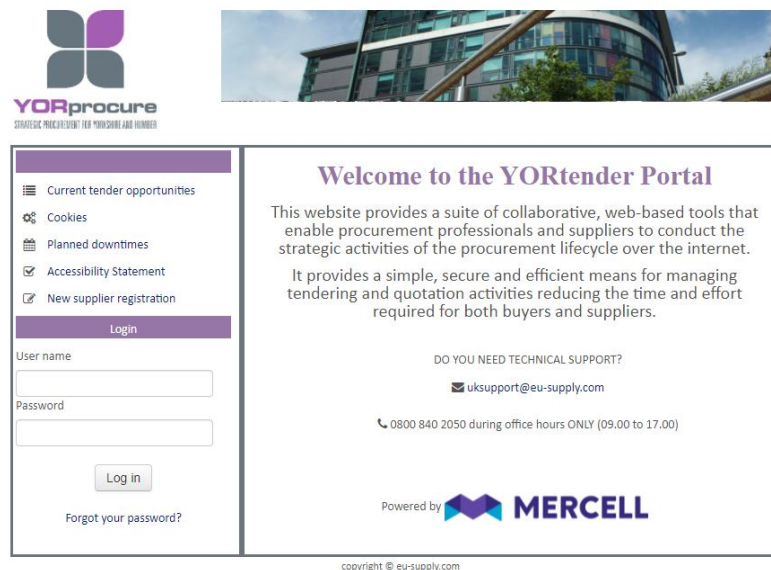 YORprocure
STRATEGIC PROCUREMENT FOR YORKSHIRE AND HUMBER
Current tender opportunities
Cookies
Planned downtimes
Accessibility Statement
New supplier registration
Login
User name
Password
Log in
Forgot your password?
Welcome to the YORtender Portal
This website provides a suite of collaborative, web-based tools that
enable procurement professionals and suppliers to conduct the
strategic activities of the procurement lifecycle over the internet.
It provides a simple, secure and efficient means for managing
tendering and quotation activities reducing the time and effort
required for both buyers and suppliers.
DO YOU NEED TECHNICAL SUPPORT?
uksupport@eu-supply.com
0800 840 2050 during office hours ONLY (09.00 to 17.00)
Powered by MERCELL
copyright © eu-supply.com